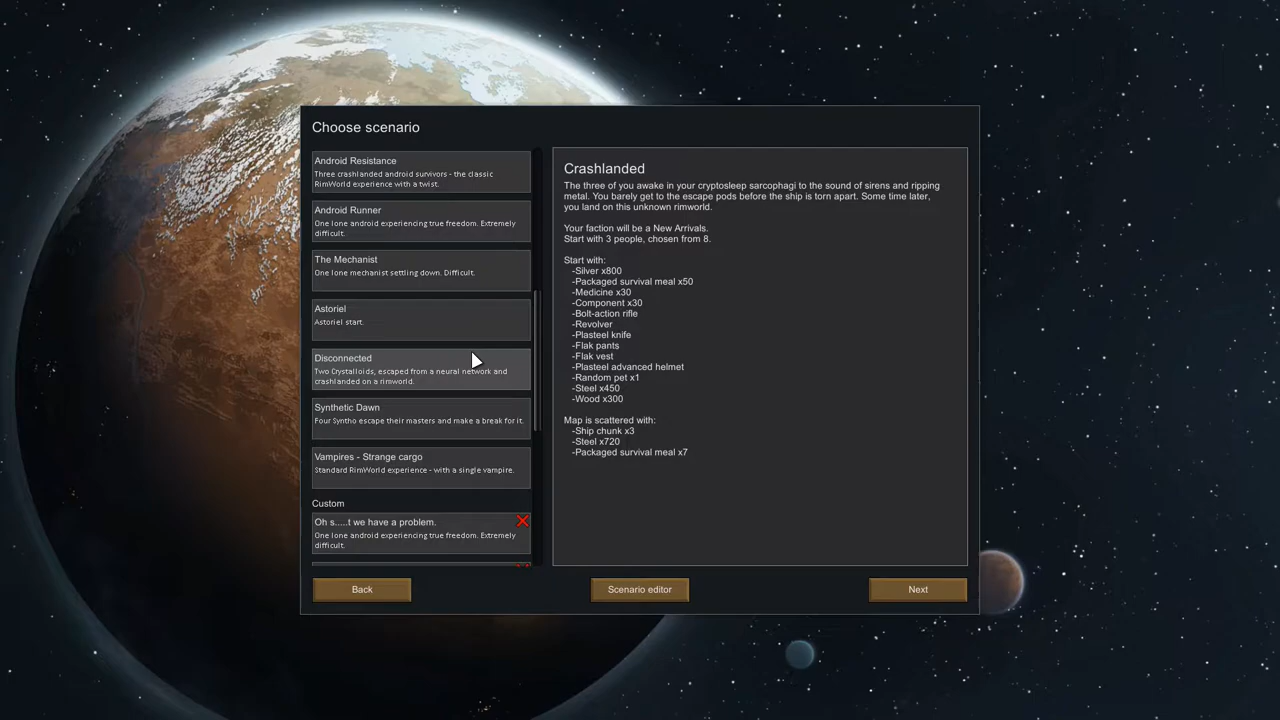 Choose scenario
Android Resistance
Three crashlanded android survivors - the classic
RimWorld experience with a twist.
Android Runner
One lone android experiencing true freedom. Extremely
difficult.
The Mechanist
One lone mechanist settling down. Difficult.
Astoriel
Astoriel start.
Disconnected
Two Crystalloids, escaped from a neural network and
crashlanded on a rimworld.
Synthetic Dawn
Four Syntho escape their masters and make a break for it.
Vampires - Strange cargo
Standard RimWorld experience - with a single vampire.
Custom
Oh s.....t we have a problem.
One lone android experiencing true freedom. Extremely
difficult.
Crashlanded
The three of you awake in your cryptosleep sarcophagi to the sound of sirens and ripping
metal. You barely get to the escape pods before the ship is torn apart. Some time later,
you land on this unknown rimworld.
Your faction will be a New Arrivals.
Start with 3 people, chosen from 8.
Start with:
-Silver x800
-Packaged survival meal x50
-Medicine x30
-Component x30
-Bolt-action rifle
-Revolver
-Plasteel knife
-Flak pants
-Flak vest
-Plasteel advanced helmet
-Random pet x1
-Steel x450
-Wood x300
Map is scattered with:
-Ship chunk x3
-Steel x720
-Packaged survival meal x7
Back
Scenario editor
Next